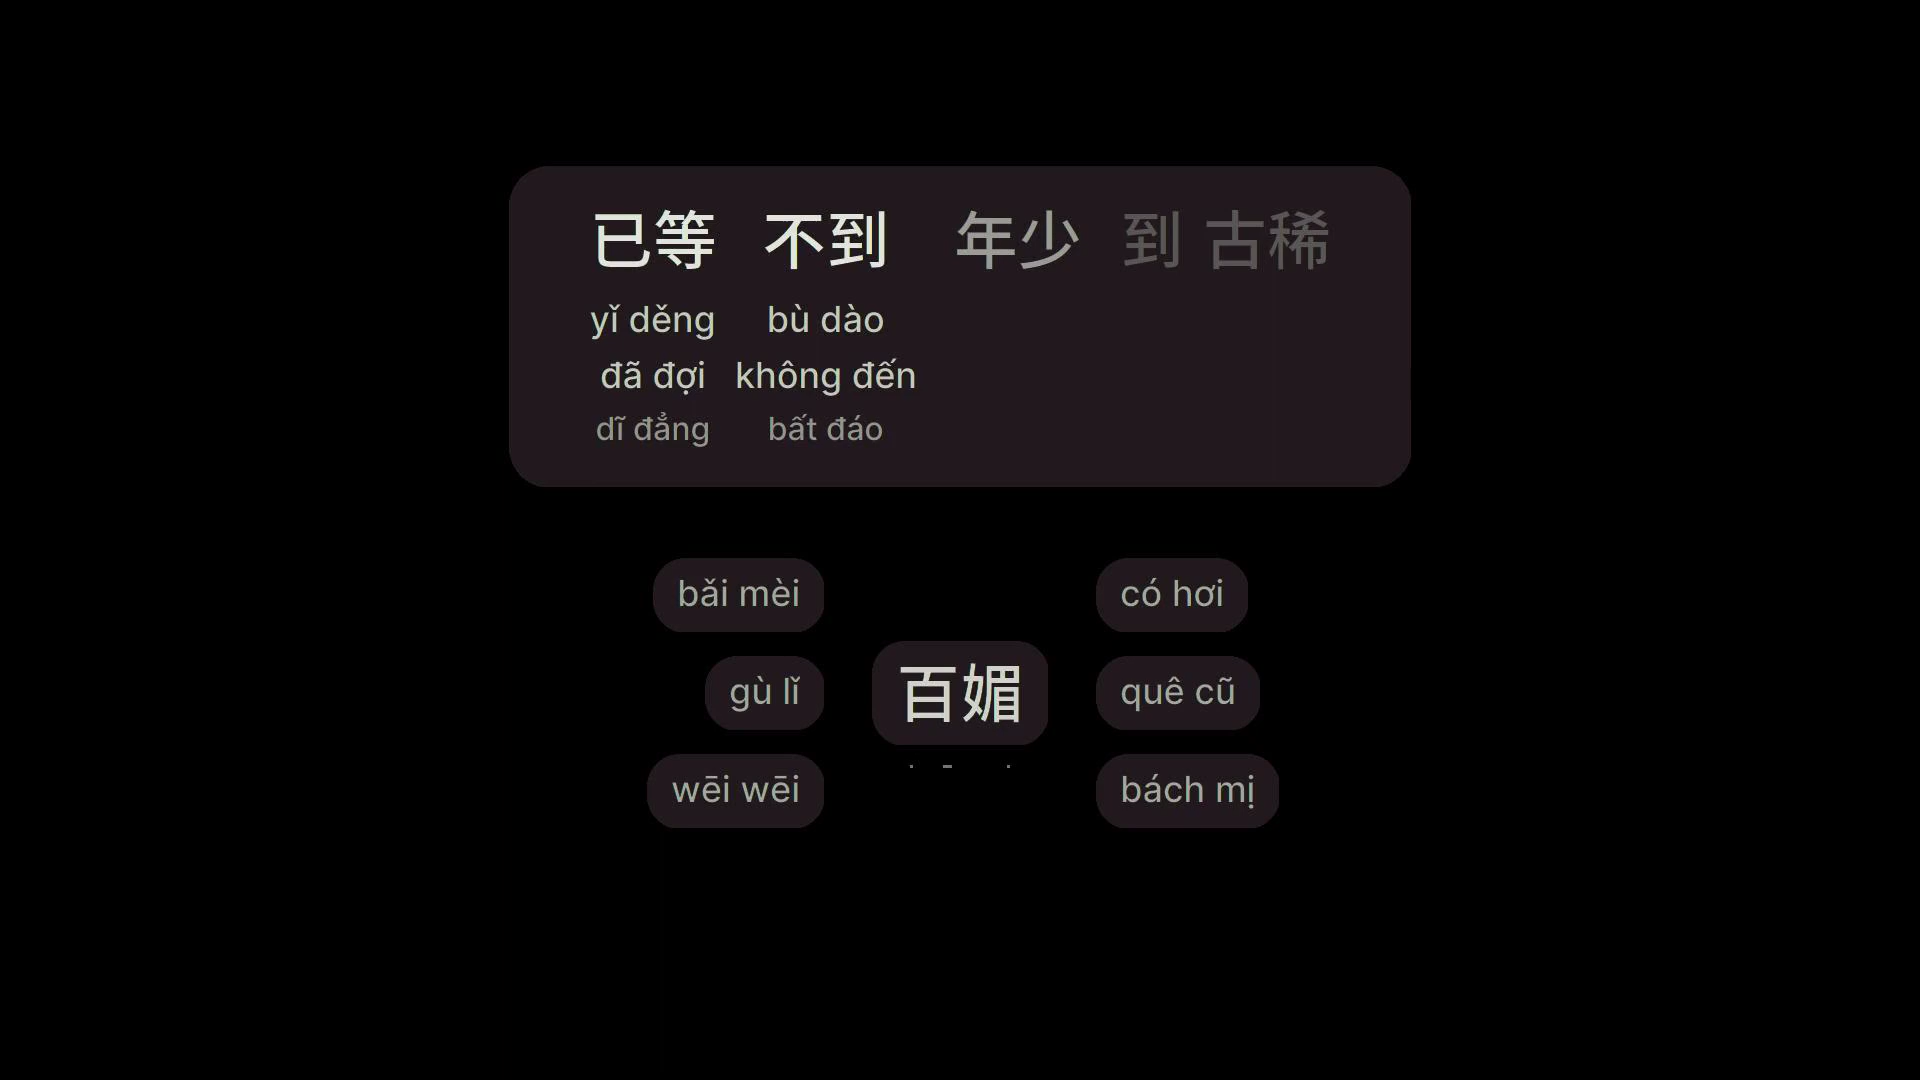 已等 不到 年少 到 古稀
yǐ děng bù dào
đã đợi không đến
dĩ đẳng bất đáo
bǎi mèi có hơi
gù lǐ 百媚 quê cũ
wēi wēi bách mị